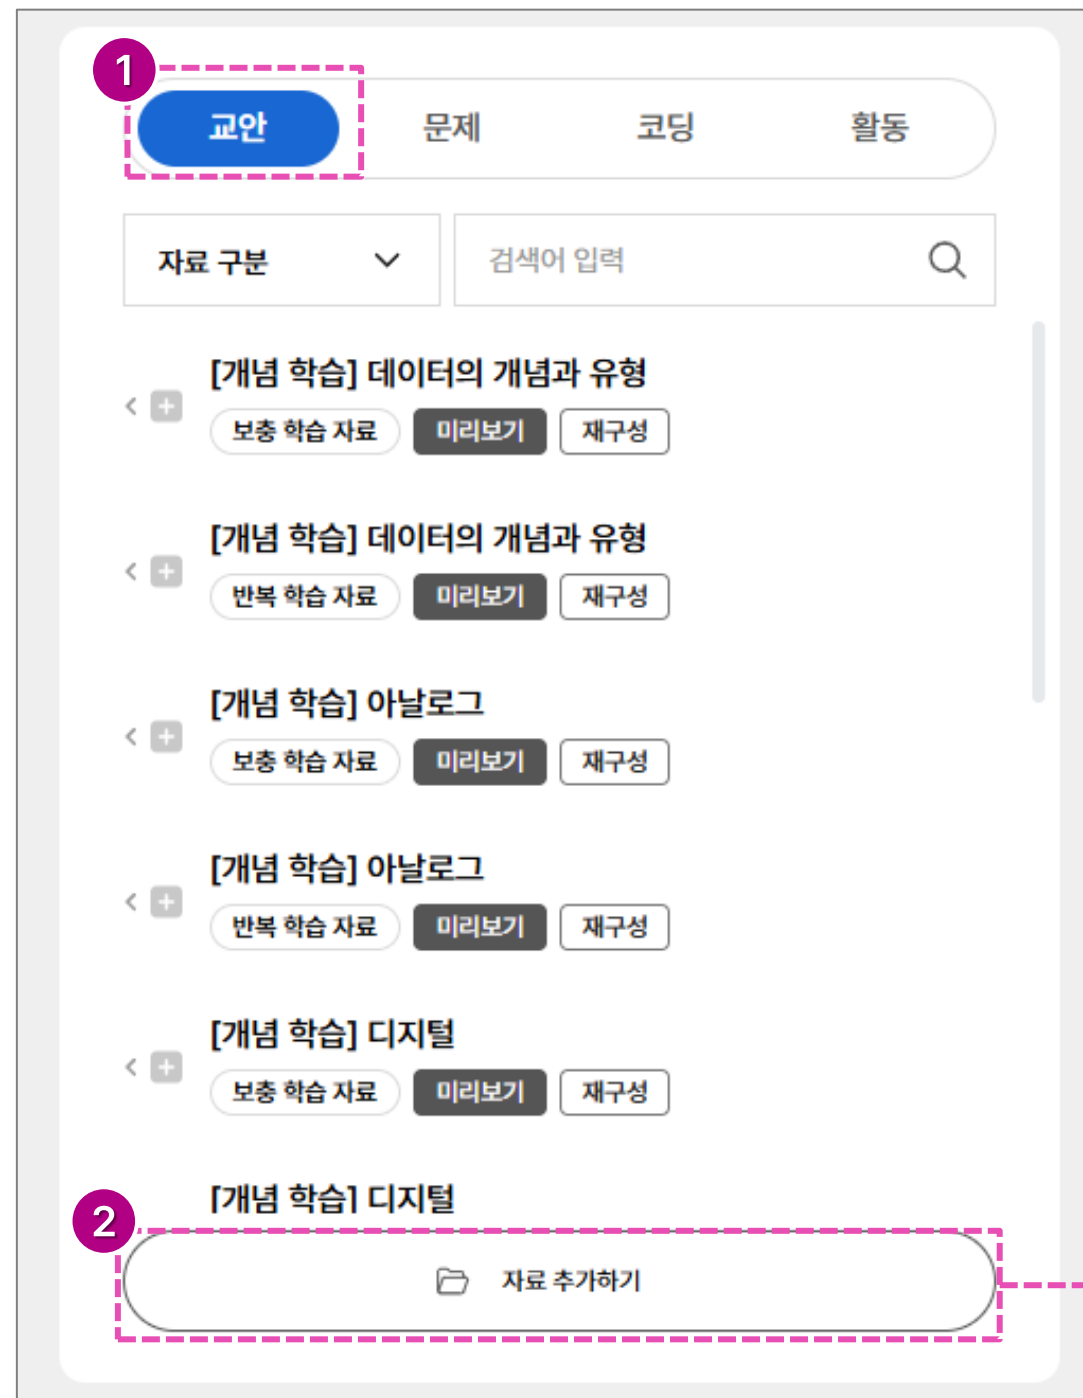 1
교안 문제 코딩 활동
자료 구분 검색어 입력
[개념 학습] 데이터의 개념과 유형
보충 학습 자료 미리보기 재구성
[개념 학습] 데이터의 개념과 유형
반복 학습 자료 미리보기 재구성
[개념 학습] 아날로그
보충 학습 자료 미리보기 재구성
[개념 학습] 아날로그
반복 학습 자료 미리보기 재구성
[개념 학습] 디지털
보충 학습 자료 미리보기 재구성
[개념 학습] 디지털
2
자료 추가하기